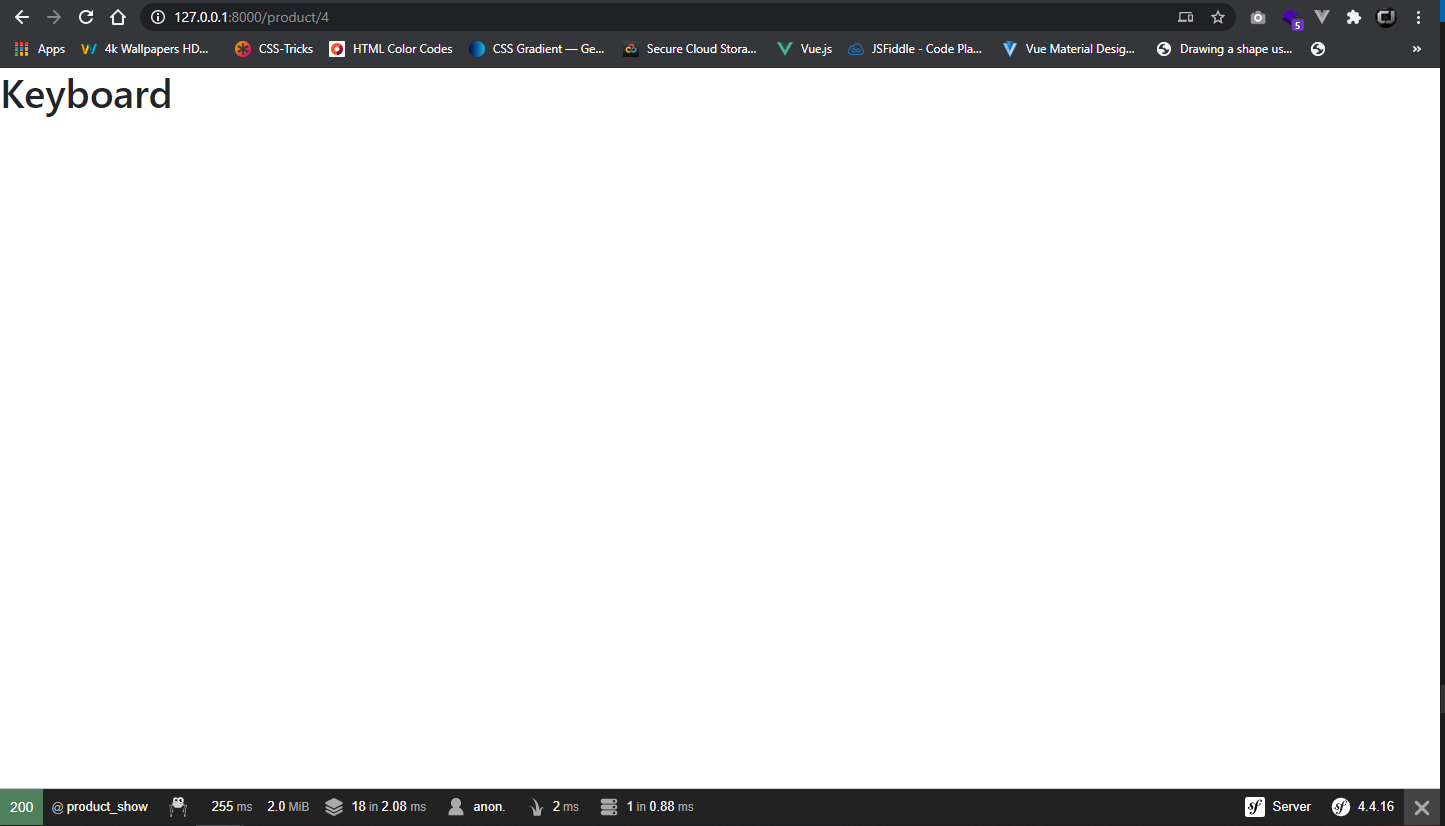 127.0.0.1:8000/product/4
5
Apps 4k Wallpapers HD... CSS-Tricks HTML Color Codes CSS Gradient — Ge... Secure Cloud Stora... Vue.js JSFiddle - Code Pla... Vue Material Desig... Drawing a shape us... »
Keyboard
200 @ product_show 255 ms 2.0 MiB 18 in 2.08 ms anon. 2 ms 1 in 0.88 ms sf Server sf 4.4.16